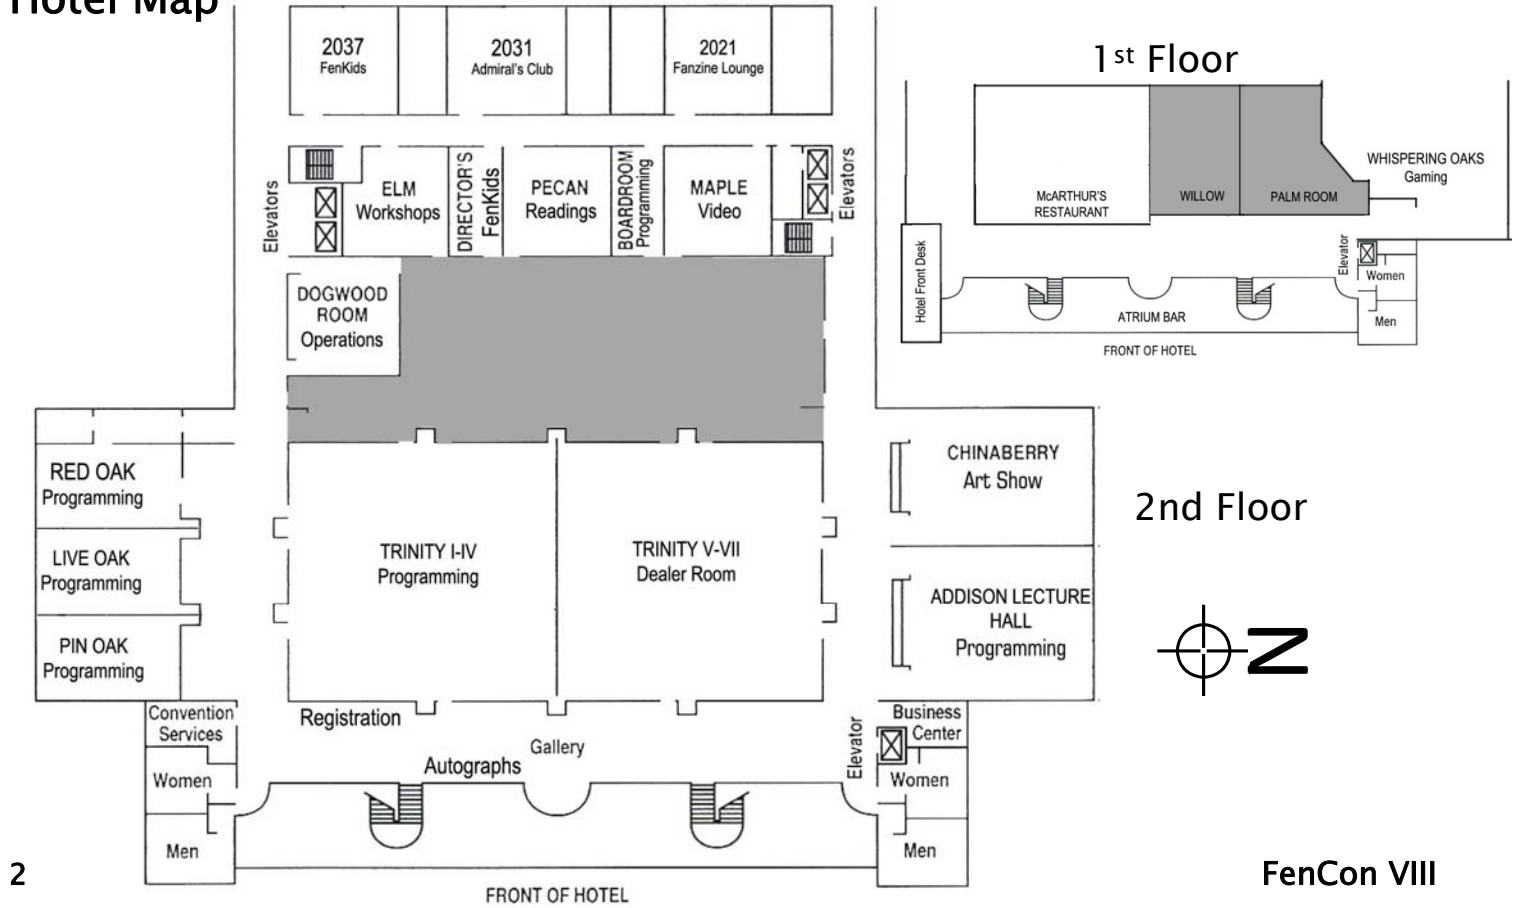 Hotel Map
2037
FenKids
2031
Admiral's Club
2021
Fanzine Lounge
Elevators
ELM
Workshops
DIRECTOR'S
FenKids
PECAN
Readings
BOARDROOM
Programming
MAPLE
Video
Elevators
DOGWOOD
ROOM
Operations
RED OAK
Programming
LIVE OAK
Programming
PIN OAK
Programming
TRINITY I-IV
Programming
TRINITY V-VII
Dealer Room
CHINABERRY
Art Show
ADDISON LECTURE
HALL
Programming
Convention
Services
Women
Men
Registration
Autographs
Gallery
Elevator
Business
Center
Women
Men
FRONT OF HOTEL
1st Floor
McARTHUR'S
RESTAURANT
WILLOW
PALM ROOM
WHISPERING OAKS
Gaming
Hotel Front Desk
ATRIUM BAR
Elevator
Women
Men
FRONT OF HOTEL
2nd Floor
N
2
FenCon VIII